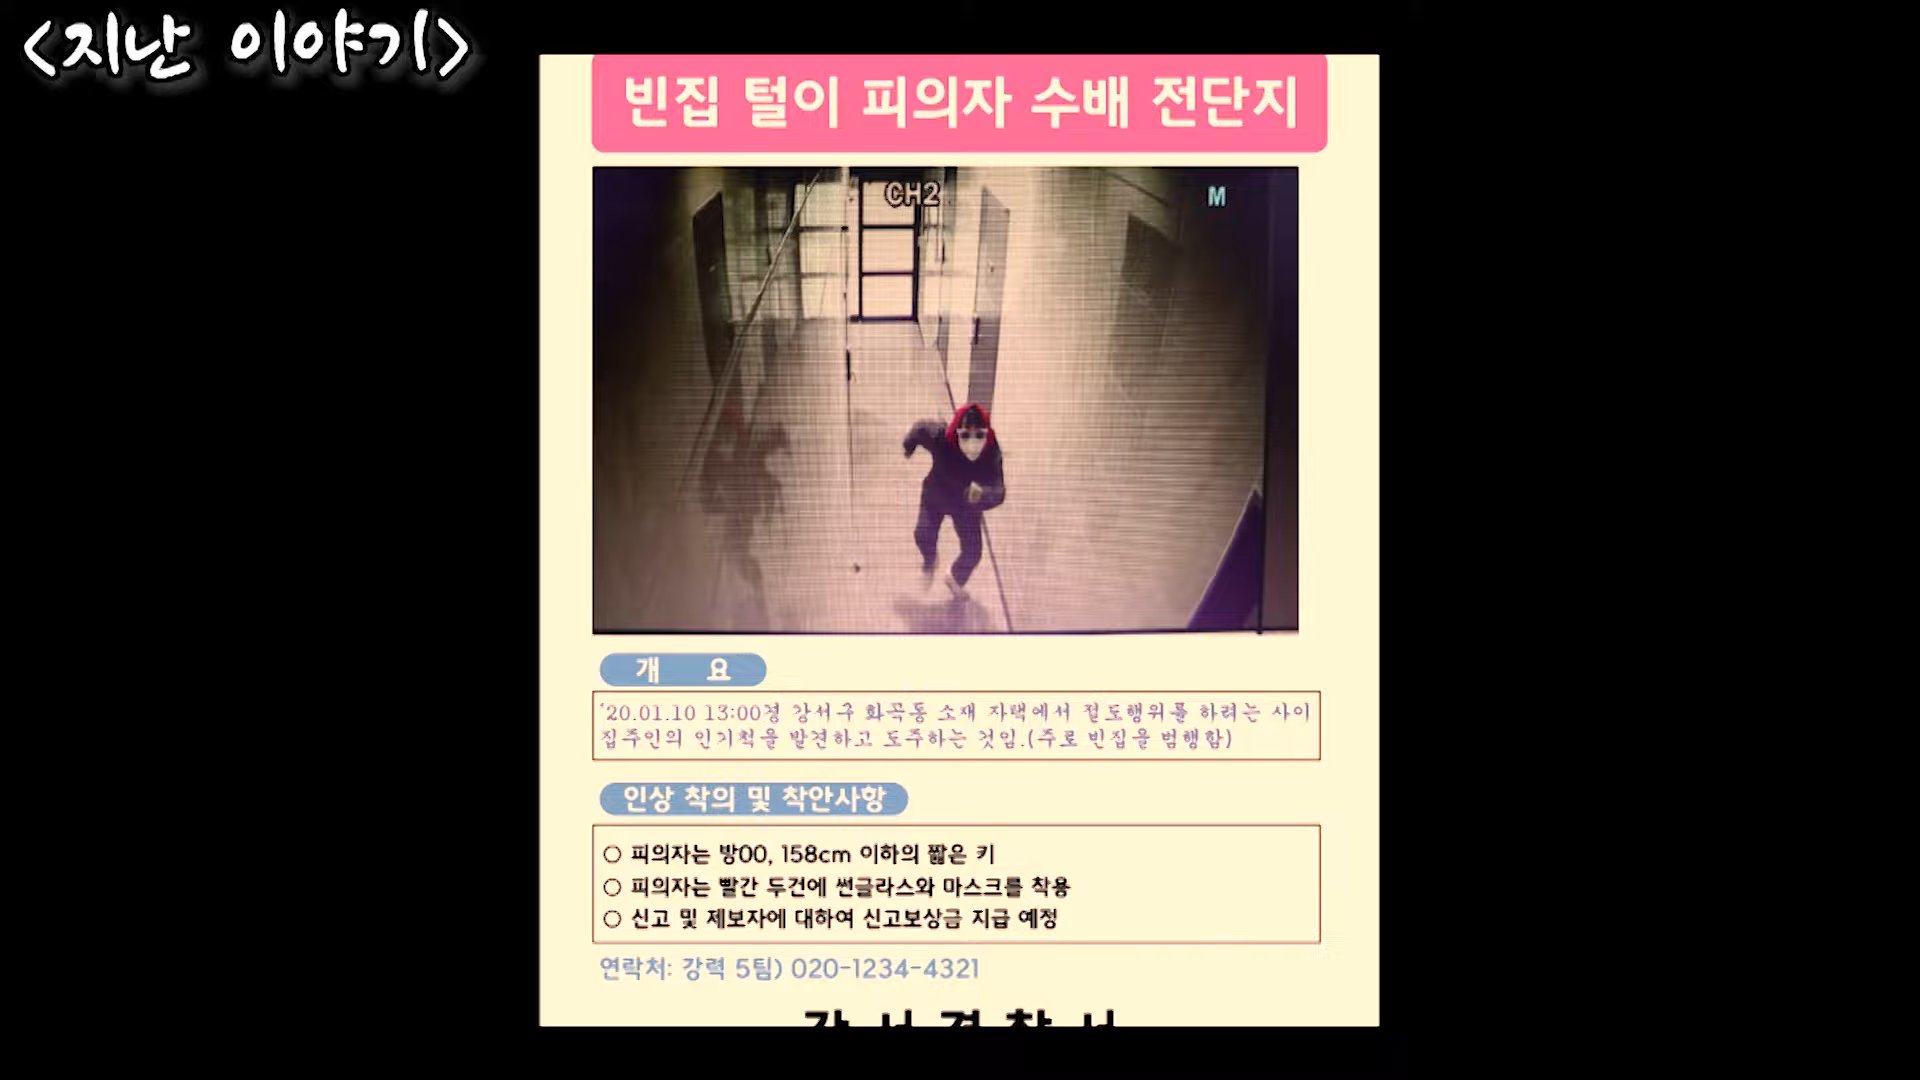 <지난 이야기>
빈집 털이 피의자 수배 전단지
CH2
M
개 요
'20.01.10 13:00경 강서구 화곡동 소재 자택에서 절도행위를 하려는 사이
집주인의 인기척을 발견하고 도주하는 것임.(주로 빈집을 범행함)
인상 착의 및 착안사항
○ 피의자는 방00, 158cm 이하의 짧은 키
○ 피의자는 빨간 두건에 썬글라스와 마스크를 착용
○ 신고 및 제보자에 대하여 신고보상금 지급 예정
연락처: 강력 5팀) 020-1234-4321
강서경찰서